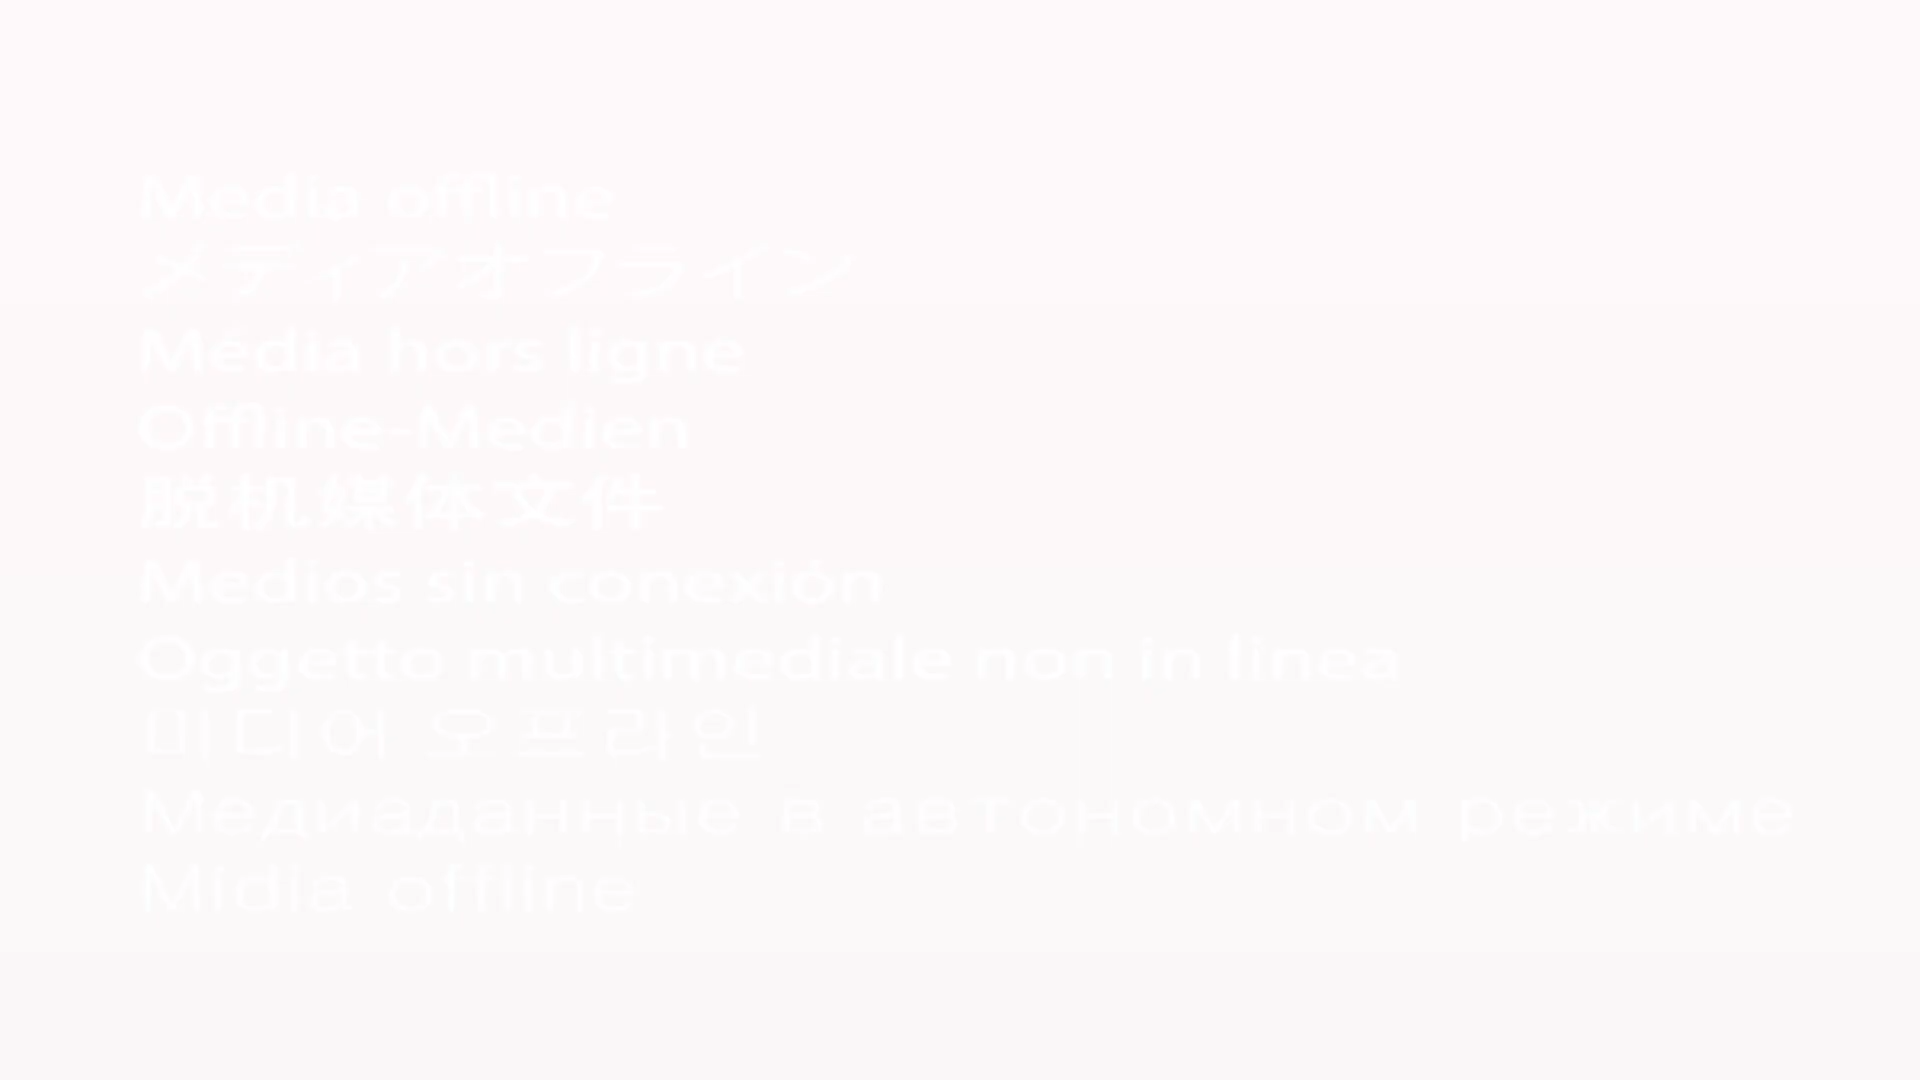 Media offline
メディアオフライン
Média hors ligne
Offline-Medien
脱机媒体文件
Medios sin conexión
Oggetto multimediale non in linea
미디어 오프라인
Медиаданные в автономном режиме
Mídia offline